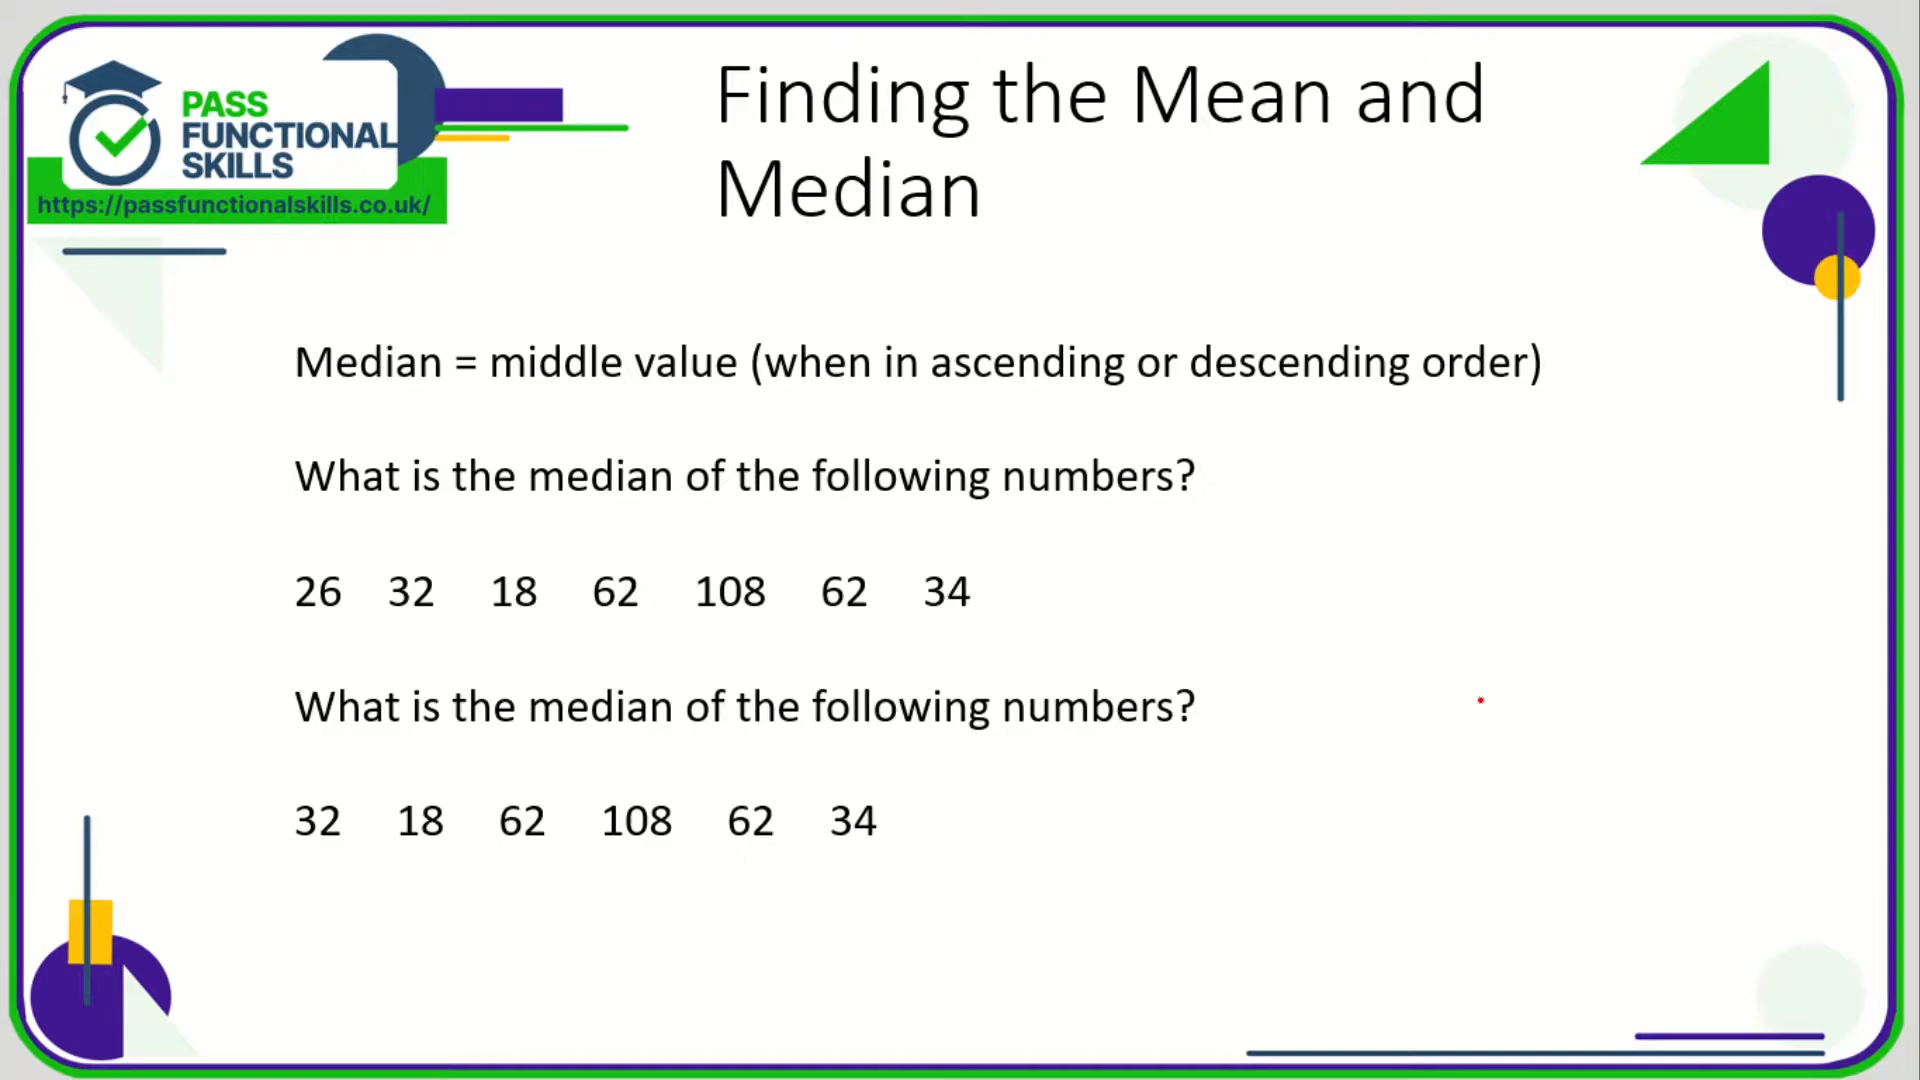 PASS
FUNCTIONAL
SKILLS
https://passfunctionalskills.co.uk/
Finding the Mean and
Median
Median = middle value (when in ascending or descending order)
What is the median of the following numbers?
26 32 18 62 108 62 34
What is the median of the following numbers?
32 18 62 108 62 34